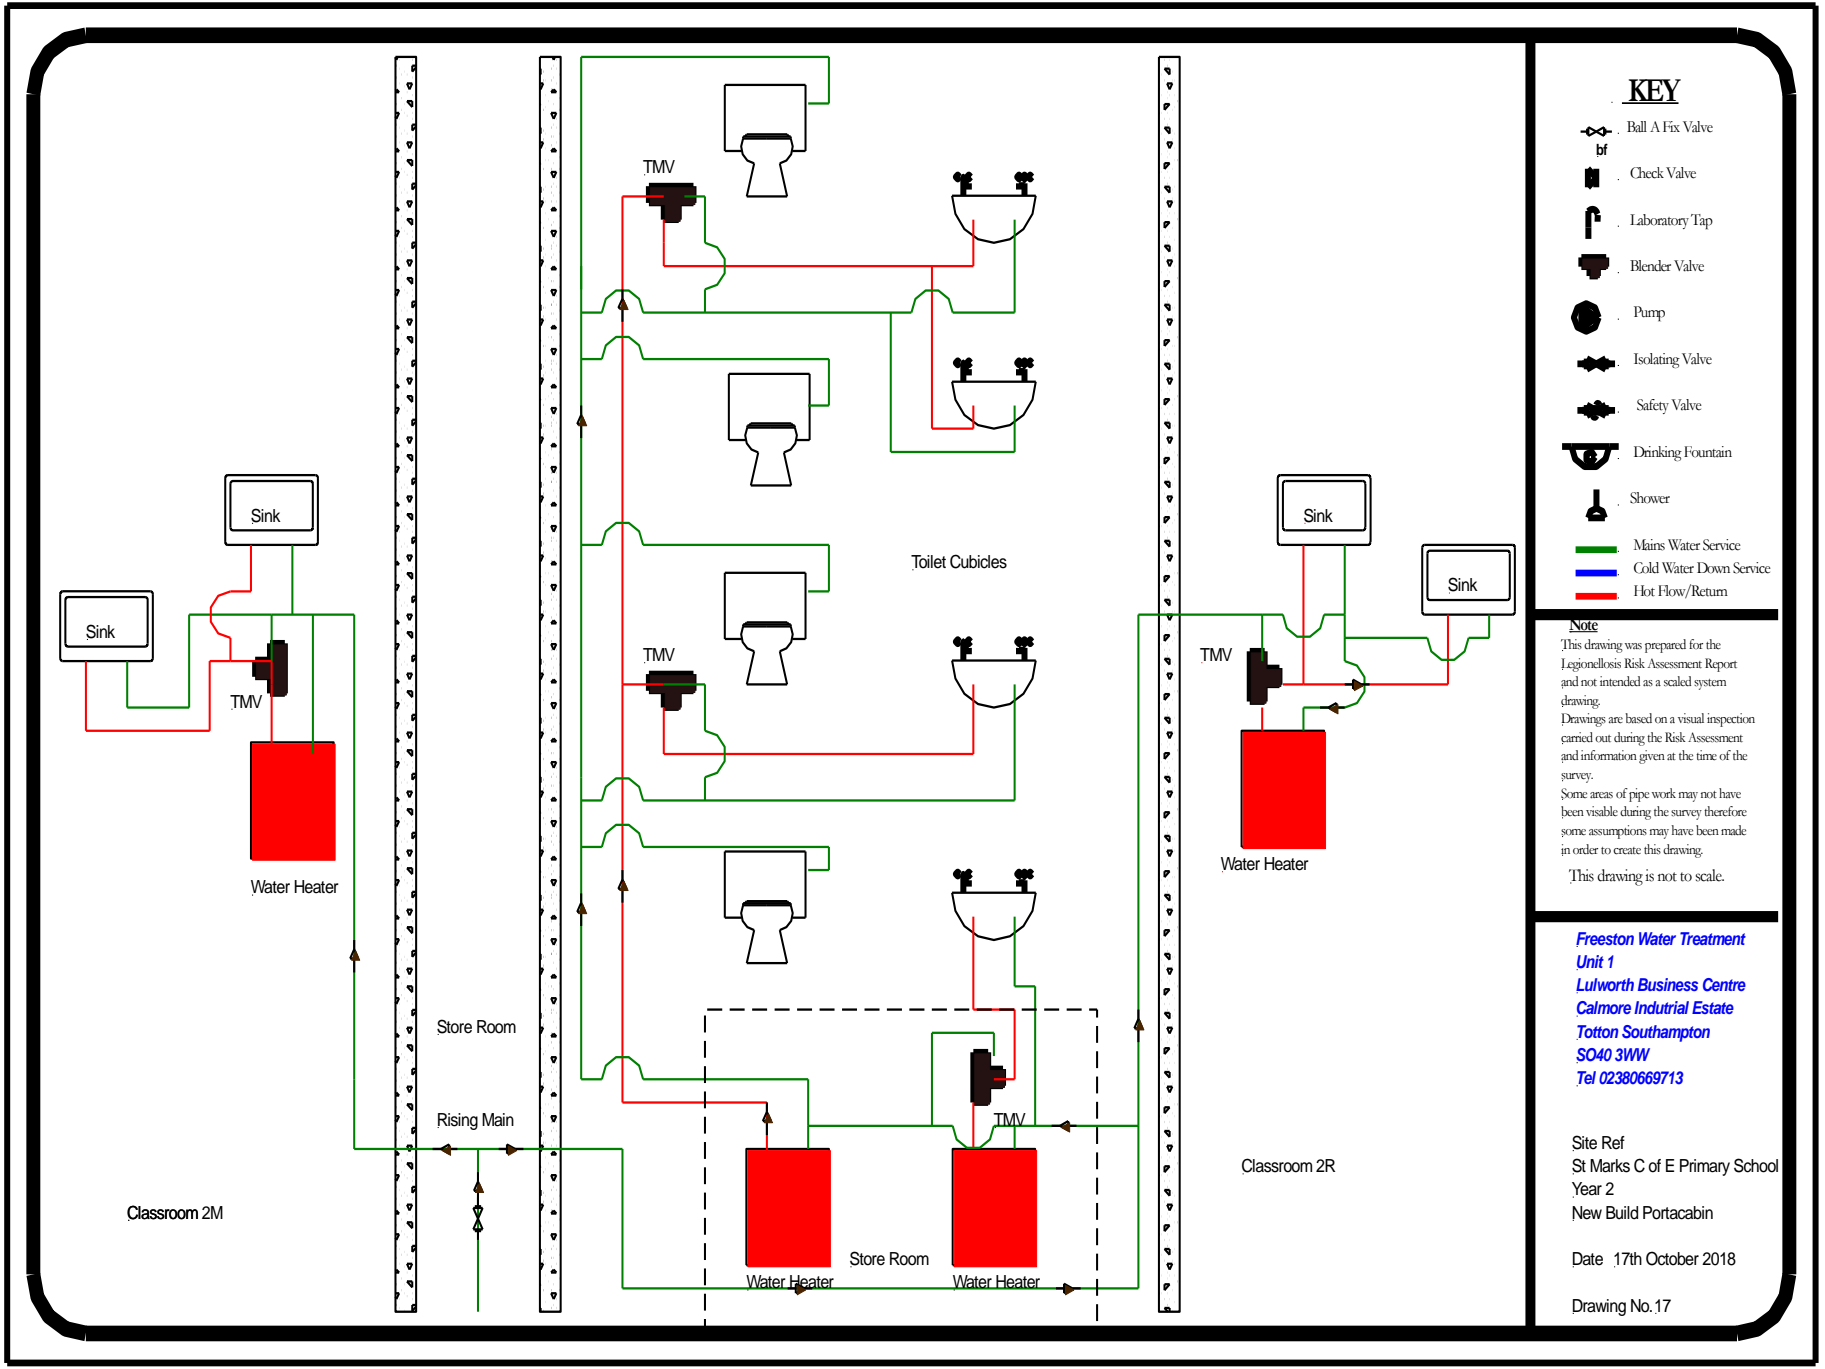 TMV
Sink
Sink
TMV
Water Heater
Classroom 2M
Store Room
Rising Main
Toilet Cubicles
TMV
TMV
Water Heater
Store Room
Water Heater
Sink
Sink
TMV
Water Heater
Classroom 2R
KEY
Ball A Fix Valve
bf
Check Valve
Laboratory Tap
Blender Valve
Pump
Isolating Valve
Safety Valve
Drinking Fountain
Shower
Mains Water Service
Cold Water Down Service
Hot Flow/Return
Note
This drawing was prepared for the
Legionellosis Risk Assessment Report
and not intended as a scaled system
drawing.
Drawings are based on a visual inspection
carried out during the Risk Assessment
and information given at the time of the
survey.
Some areas of pipe work may not have
been visable during the survey therefore
some assumptions may have been made
in order to create this drawing.
This drawing is not to scale.
Freeston Water Treatment
Unit 1
Lulworth Business Centre
Calmore Indutrial Estate
Totton Southampton
SO40 3WW
Tel 02380669713
Site Ref
St Marks C of E Primary School
Year 2
New Build Portacabin
Date 17th October 2018
Drawing No.17